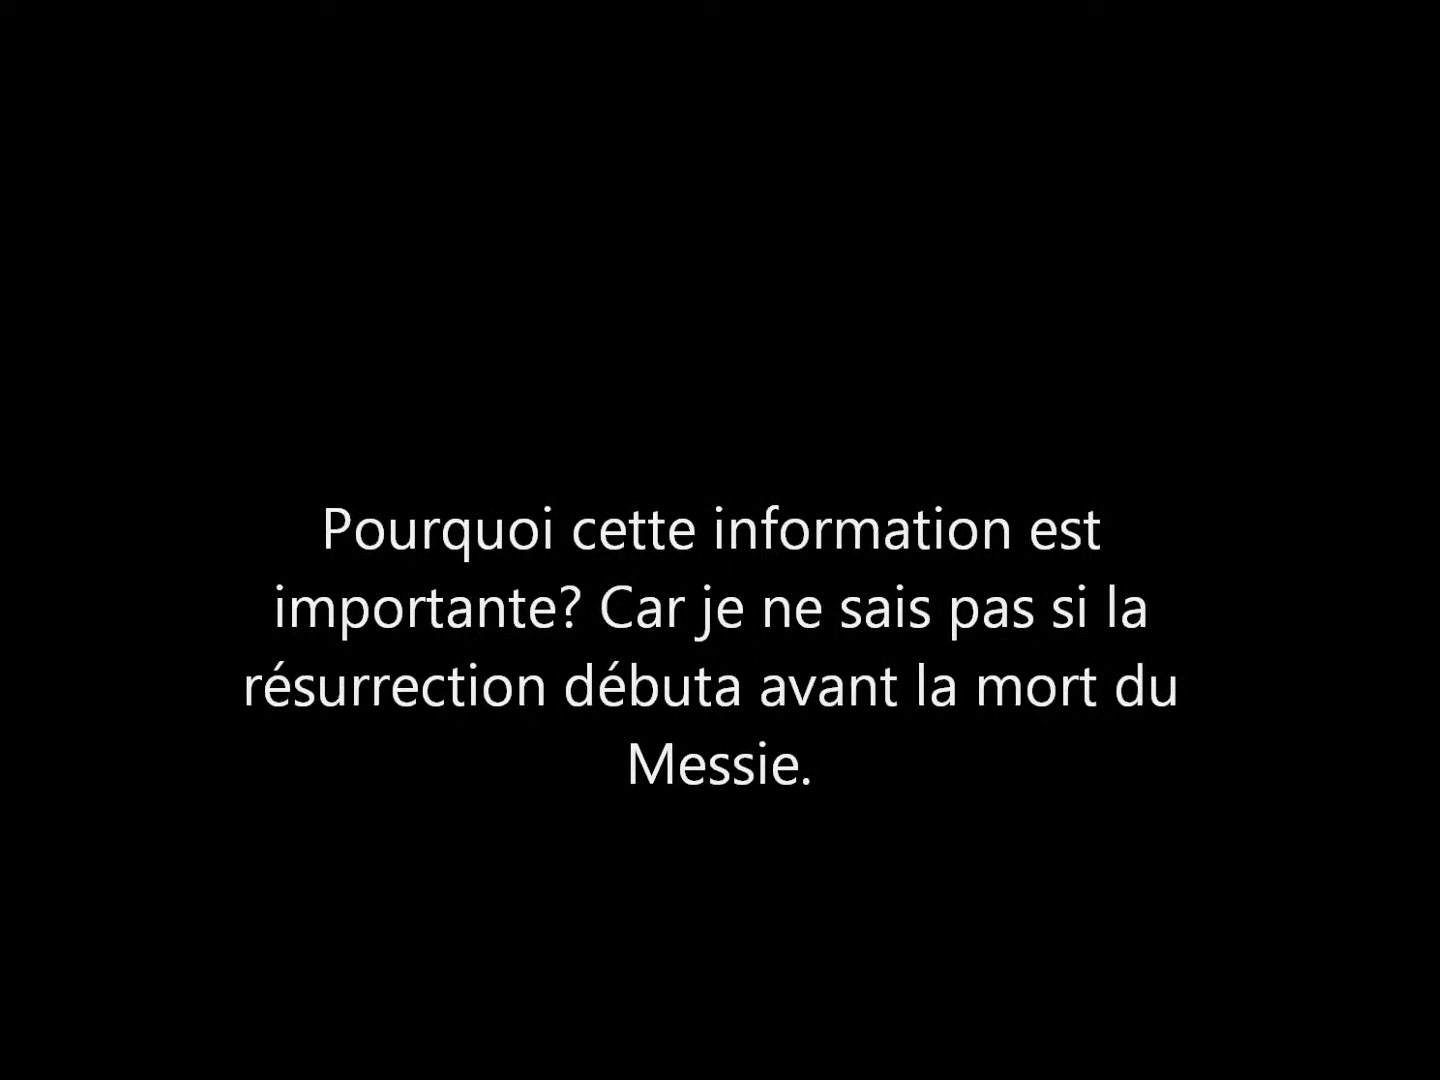 Pourquoi cette information est
importante? Car je ne sais pas si la
résurrection débuta avant la mort du
Messie.